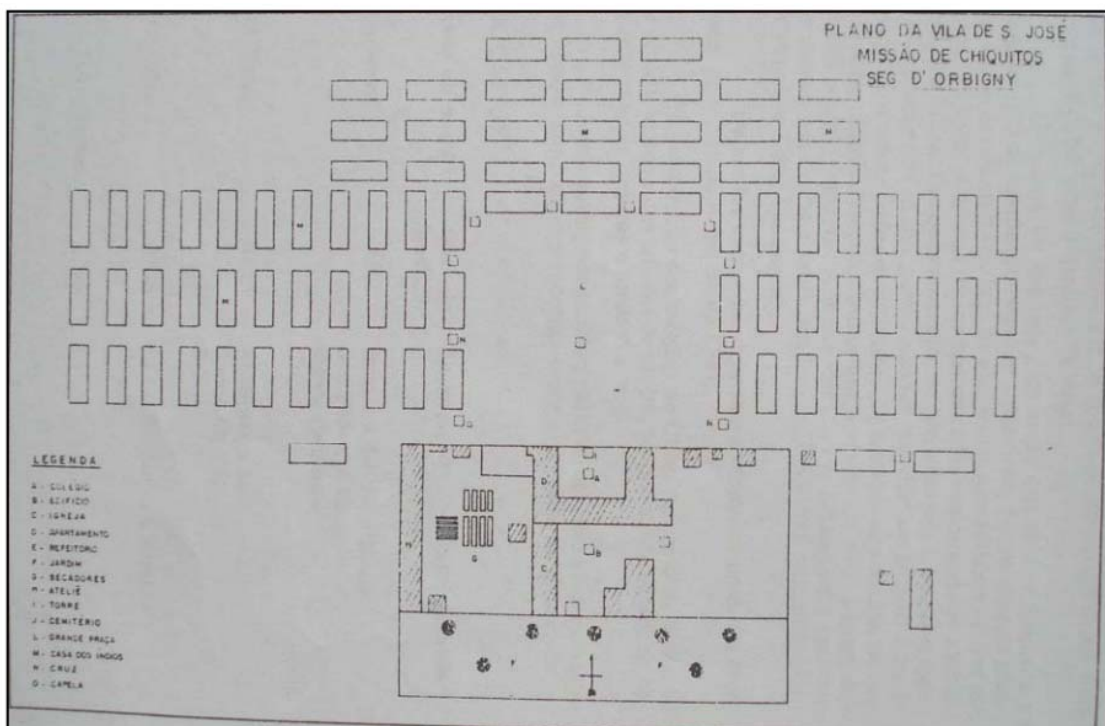 PLANO DA VILA DE S. JOSÉ
MISSÃO DE CHIQUITOS
SEG D' ORBIGNY
M
M
M
L
N
N
D
A
B
C
G
F
F
LEGENDA
A - COLEGIO
B - EDIFICIO
C - IGREJA
D - APARTAMENTO
E - REFEITORO
F - JARDIM
G - SECADORES
H - ATELIÊ
I - TORRE
J - CEMITÉRIO
L - GRANDE PRAÇA
M - CASA DOS INDIOS
N - CRUZ
O - CAPELA